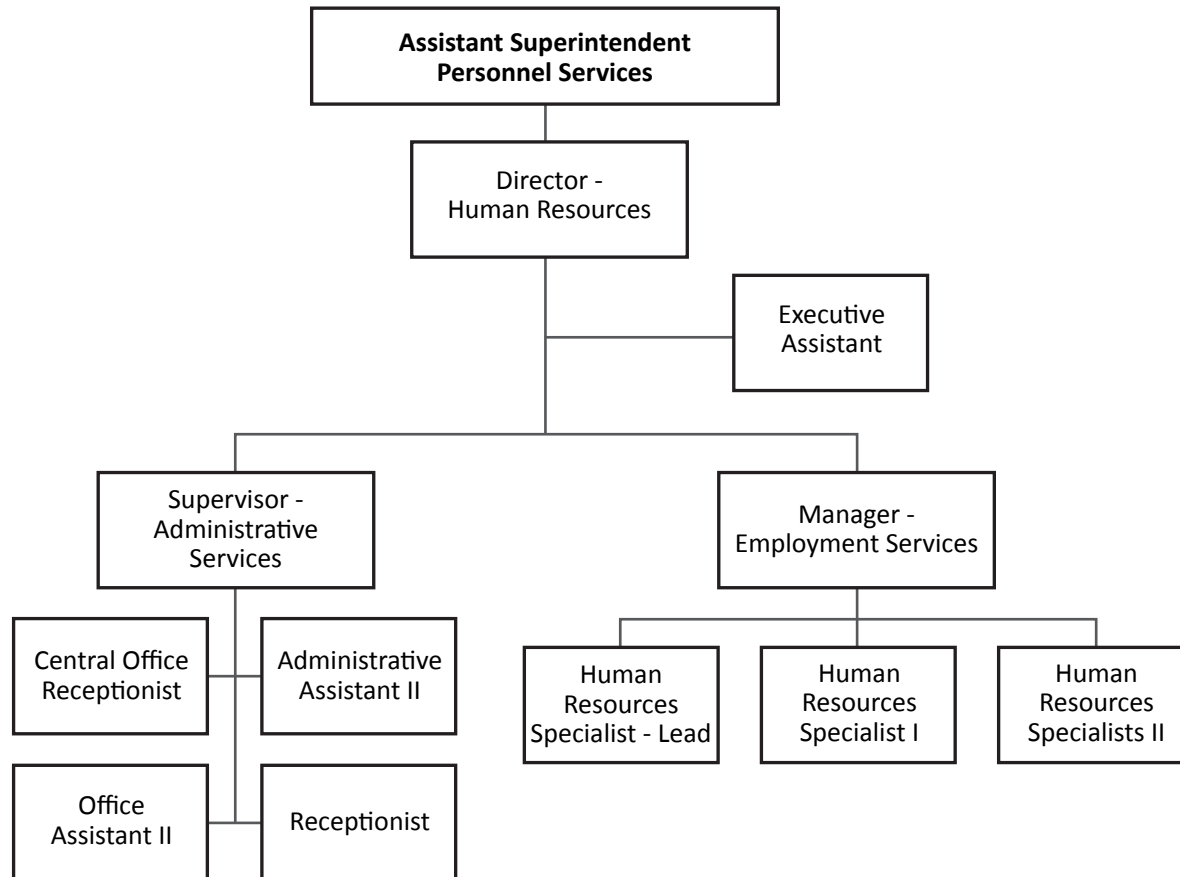 Assistant Superintendent
Personnel Services
Director -
Human Resources
Executive
Assistant
Supervisor -
Administrative
Services
Manager -
Employment Services
Central Office
Receptionist
Administrative
Assistant II
Human
Resources
Specialist - Lead
Human
Resources
Specialist I
Human
Resources
Specialists II
Office
Assistant II
Receptionist